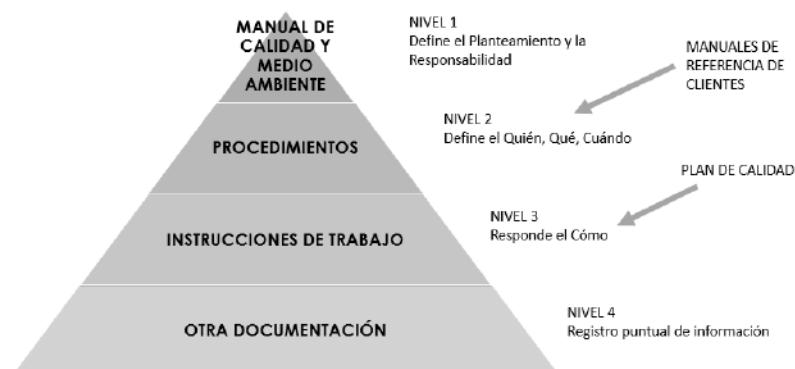 MANUAL DE
CALIDAD Y
MEDIO
AMBIENTE
NIVEL 1
Define el Planteamiento y la
Responsabilidad
MANUALES DE
REFERENCIA DE
CLIENTES
PROCEDIMIENTOS
NIVEL 2
Define el Quién, Qué, Cuándo
PLAN DE CALIDAD
INSTRUCCIONES DE TRABAJO
NIVEL 3
Responde el Cómo
OTRA DOCUMENTACIÓN
NIVEL 4
Registro puntual de información